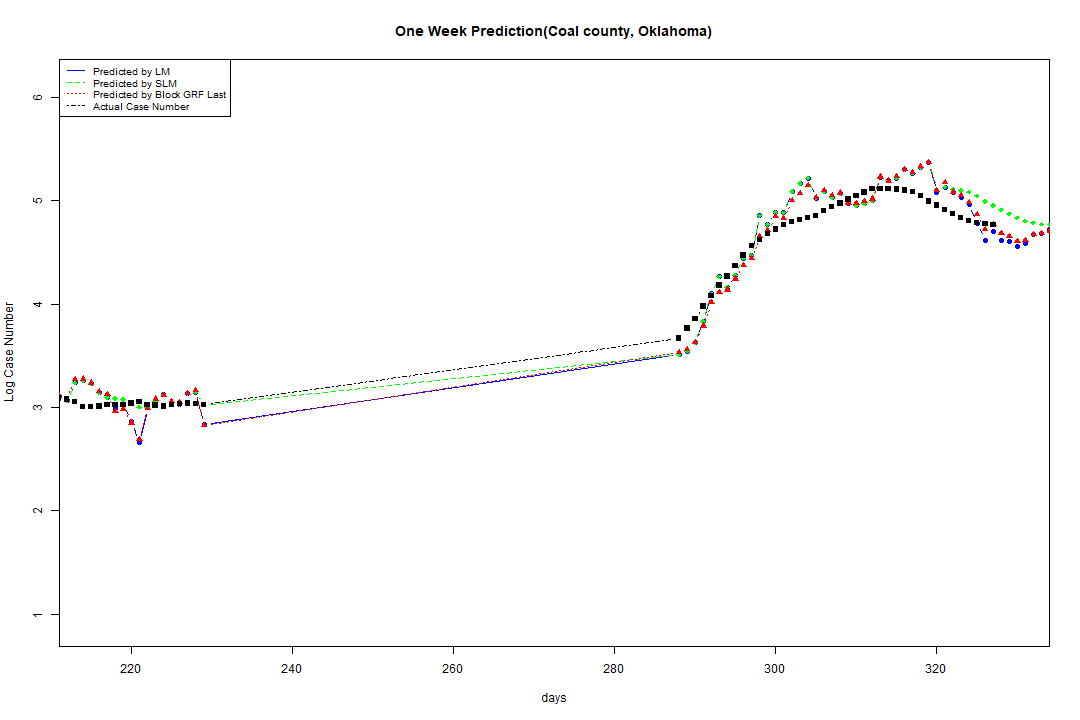 One Week Prediction(Coal county, Oklahoma)
Predicted by LM
Predicted by SLM
Predicted by Block GRF Last
Actual Case Number
6
5
4
3
2
1
Log Case Number
220 240 260 280 300 320
days